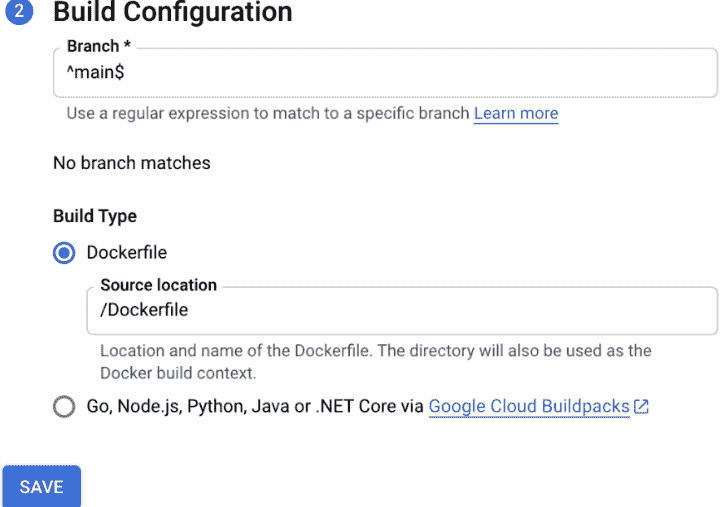 2 Build Configuration
Branch *
^main$
Use a regular expression to match to a specific branch Learn more
No branch matches
Build Type
Dockerfile
Source location
/Dockerfile
Location and name of the Dockerfile. The directory will also be used as the
Docker build context.
Go, Node.js, Python, Java or .NET Core via Google Cloud Buildpacks
SAVE